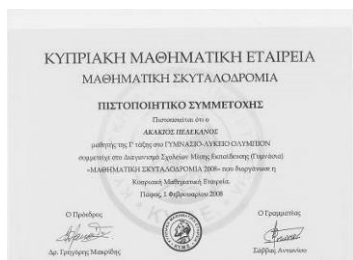 ΚΥΠΡΙΑΚΗ ΜΑΘΗΜΑΤΙΚΗ ΕΤΑΙΡΕΙΑ
ΜΑΘΗΜΑΤΙΚΗ ΣΚΥΤΑΛΟΔΡΟΜΙΑ
ΠΙΣΤΟΠΟΙΗΤΙΚΟ ΣΥΜΜΕΤΟΧΗΣ
Πιστοποιείται ότι ο
ΑΚΑΚΙΟΣ ΠΕΛΕΚΑΝΟΣ
μαθητής της Γ' τάξης στο ΓΥΜΝΑΣΙΟ-ΛΥΚΕΙΟ ΟΛΥΜΠΙΟΝ
συμμετείχε στο Διαγωνισμό Σχολείων Μέσης Εκπαίδευσης (Γυμνάσια)
«ΜΑΘΗΜΑΤΙΚΗ ΣΚΥΤΑΛΟΔΡΟΜΙΑ 2008» που διοργάνωσε η
Κυπριακή Μαθηματική Εταιρεία.
Πάφος, 1 Φεβρουαρίου 2008
Ο Πρόεδρος
Ο Γραμματέας
Δρ. Γρηγόρης Μακρίδης
Σάββας Αντωνίου